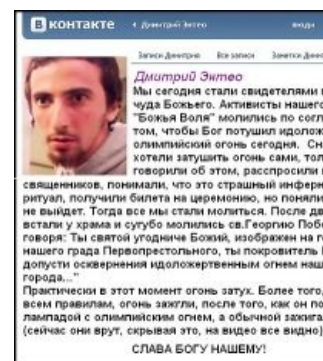 В контакте ‹ Дмитрий Энтео люди
Записи Дмитрия Все записи Заметки
Дмитрий Энтео
Мы сегодня стали свидетелями
чуда Божьего. Активисты нашего
"Божья Воля" молились по
том, чтобы Бог потушил
олимпийский огонь сегодня.
хотели затушить огонь сами,
говорили об этом, расспросили
священников, понимали, что это страшный
ритуал, получили билета на церемонию, но
не выйдет. Тогда все мы стали молиться. После
встали у храма и сугубо молились св.Георгию
говоря: Ты святой угодниче Божий, изображен на
нашего града Первопрестольного, ты покровитель
допусти осквернения идоложертвенным огнем
города..."
Практически в этот момент огонь затух. Более того,
всем правилам, огонь зажгли, после того, как он
лампадой с олимпийским огнем, а обычной
(сейчас они врут, скрывая это, на видео все видно)
СЛАВА БОГУ НАШЕМУ!